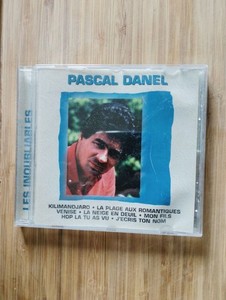 PASCAL DANEL
LES INOUBLIABLES
KILIMANDJARO • LA PLAGE AUX ROMANTIQUES
VENISE • LA NEIGE EN DEUIL • MON FILS
HOP LA TU AS VU • J'ECRIS TON NOM